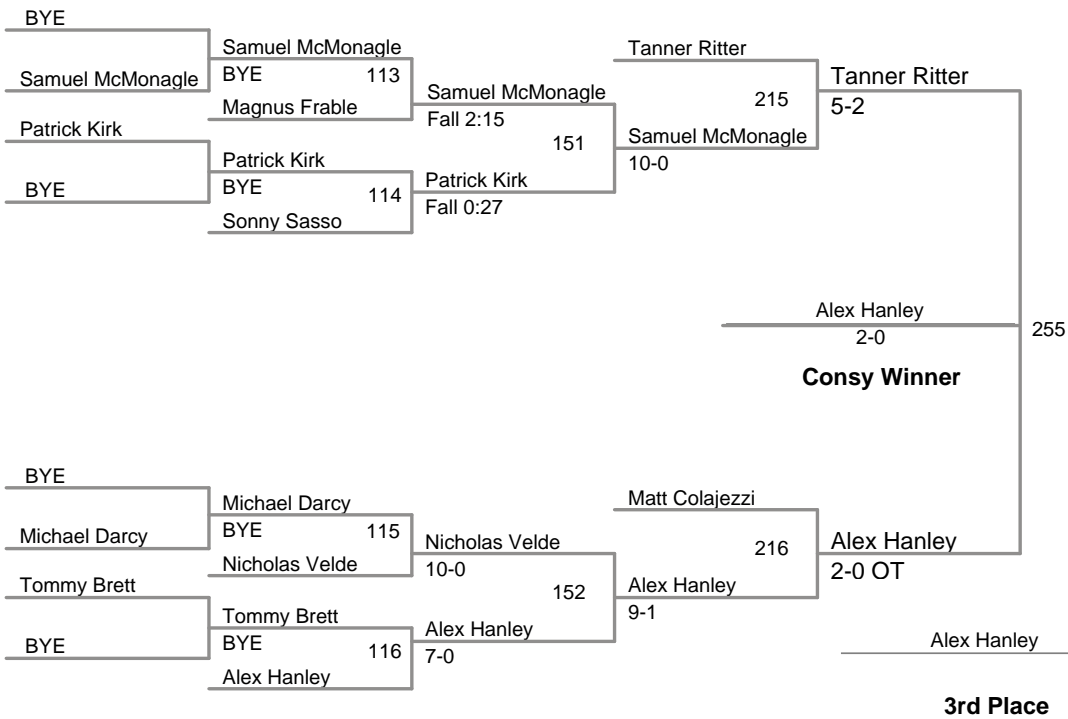 BYE
Samuel McMonagle
Tanner Ritter
Samuel McMonagle
BYE
113
Tanner Ritter
Samuel McMonagle
215
Magnus Frable
5-2
Fall 2:15
Patrick Kirk
151
Samuel McMonagle
Patrick Kirk
10-0
BYE
BYE
114
Patrick Kirk
Sonny Sasso
Fall 0:27
Alex Hanley
255
2-0
Consy Winner
BYE
Michael Darcy
Matt Colajezzi
Michael Darcy
BYE
115
Nicholas Velde
216
Alex Hanley
Nicholas Velde
10-0
2-0 OT
Tommy Brett
152
Alex Hanley
Tommy Brett
9-1
BYE
BYE
116
Alex Hanley
Alex Hanley
7-0
Alex Hanley
3rd Place